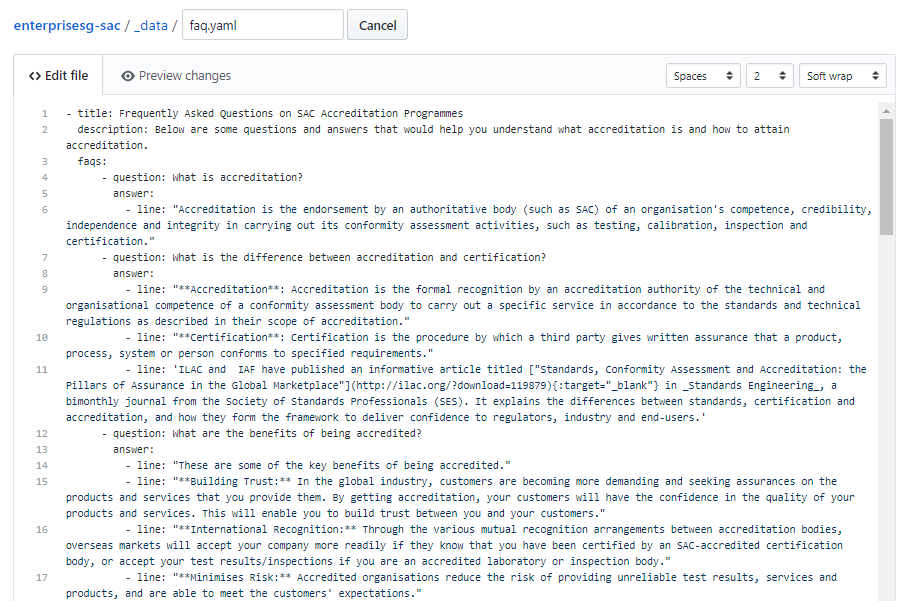 enterprisesg-sac / _data / faq.yaml Cancel
<> Edit file Preview changes Spaces 2 Soft wrap
1 - title: Frequently Asked Questions on SAC Accreditation Programmes
2 description: Below are some questions and answers that would help you understand what accreditation is and how to attain
accreditation.
3 faqs:
4 - question: What is accreditation?
5 answer:
6 - line: "Accreditation is the endorsement by an authoritative body (such as SAC) of an organisation's competence, credibility,
independence and integrity in carrying out its conformity assessment activities, such as testing, calibration, inspection and
certification."
7 - question: What is the difference between accreditation and certification?
8 answer:
9 - line: "**Accreditation**: Accreditation is the formal recognition by an accreditation authority of the technical and
organisational competence of a conformity assessment body to carry out a specific service in accordance to the standards and technical
regulations as described in their scope of accreditation."
10 - line: "**Certification**: Certification is the procedure by which a third party gives written assurance that a product,
process, system or person conforms to specified requirements."
11 - line: 'ILAC and  IAF have published an informative article titled ["Standards, Conformity Assessment and Accreditation: the
Pillars of Assurance in the Global Marketplace"](http://ilac.org/?download=119879){:target="_blank"} in _Standards Engineering_, a
bimonthly journal from the Society of Standards Professionals (SES). It explains the differences between standards, certification and
accreditation, and how they form the framework to deliver confidence to regulators, industry and end-users.'
12 - question: What are the benefits of being accredited?
13 answer:
14 - line: "These are some of the key benefits of being accredited."
15 - line: "**Building Trust:** In the global industry, customers are becoming more demanding and seeking assurances on the
products and services that you provide them. By getting accreditation, your customers will have the confidence in the quality of your
products and services. This will enable you to build trust between you and your customers."
16 - line: "**International Recognition:** Through the various mutual recognition arrangements between accreditation bodies,
overseas markets will accept your company more readily if they know that you have been certified by an SAC-accredited certification
body, or accept your test results/inspections if you are an accredited laboratory or inspection body."
17 - line: "**Minimises Risk:** Accredited organisations reduce the risk of providing unreliable test results, services and
products, and are able to meet the customers' expectations."